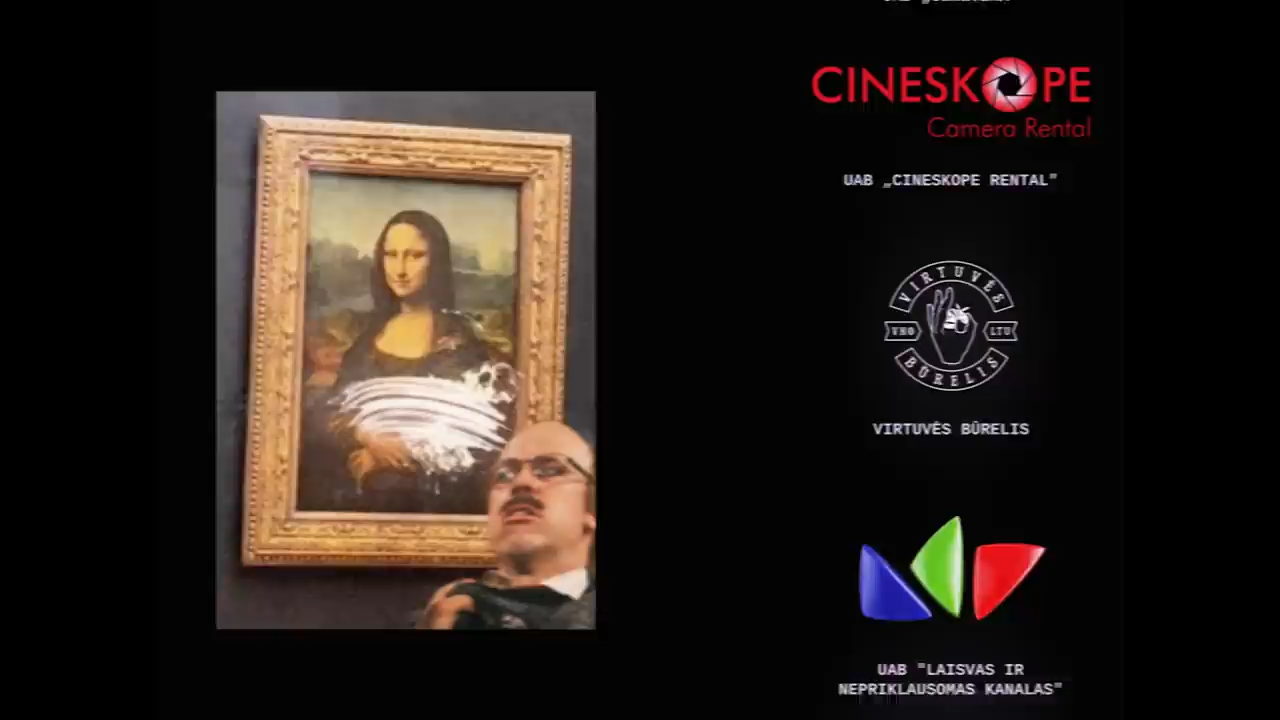 CINESKOPE
Camera Rental
UAB „CINESKOPE RENTAL"
VIRTUVĖS
VNO
LTU
BŪRELIS
VIRTUVĖS BŪRELIS
UAB "LAISVAS IR
NEPRIKLAUSOMAS KANALAS"